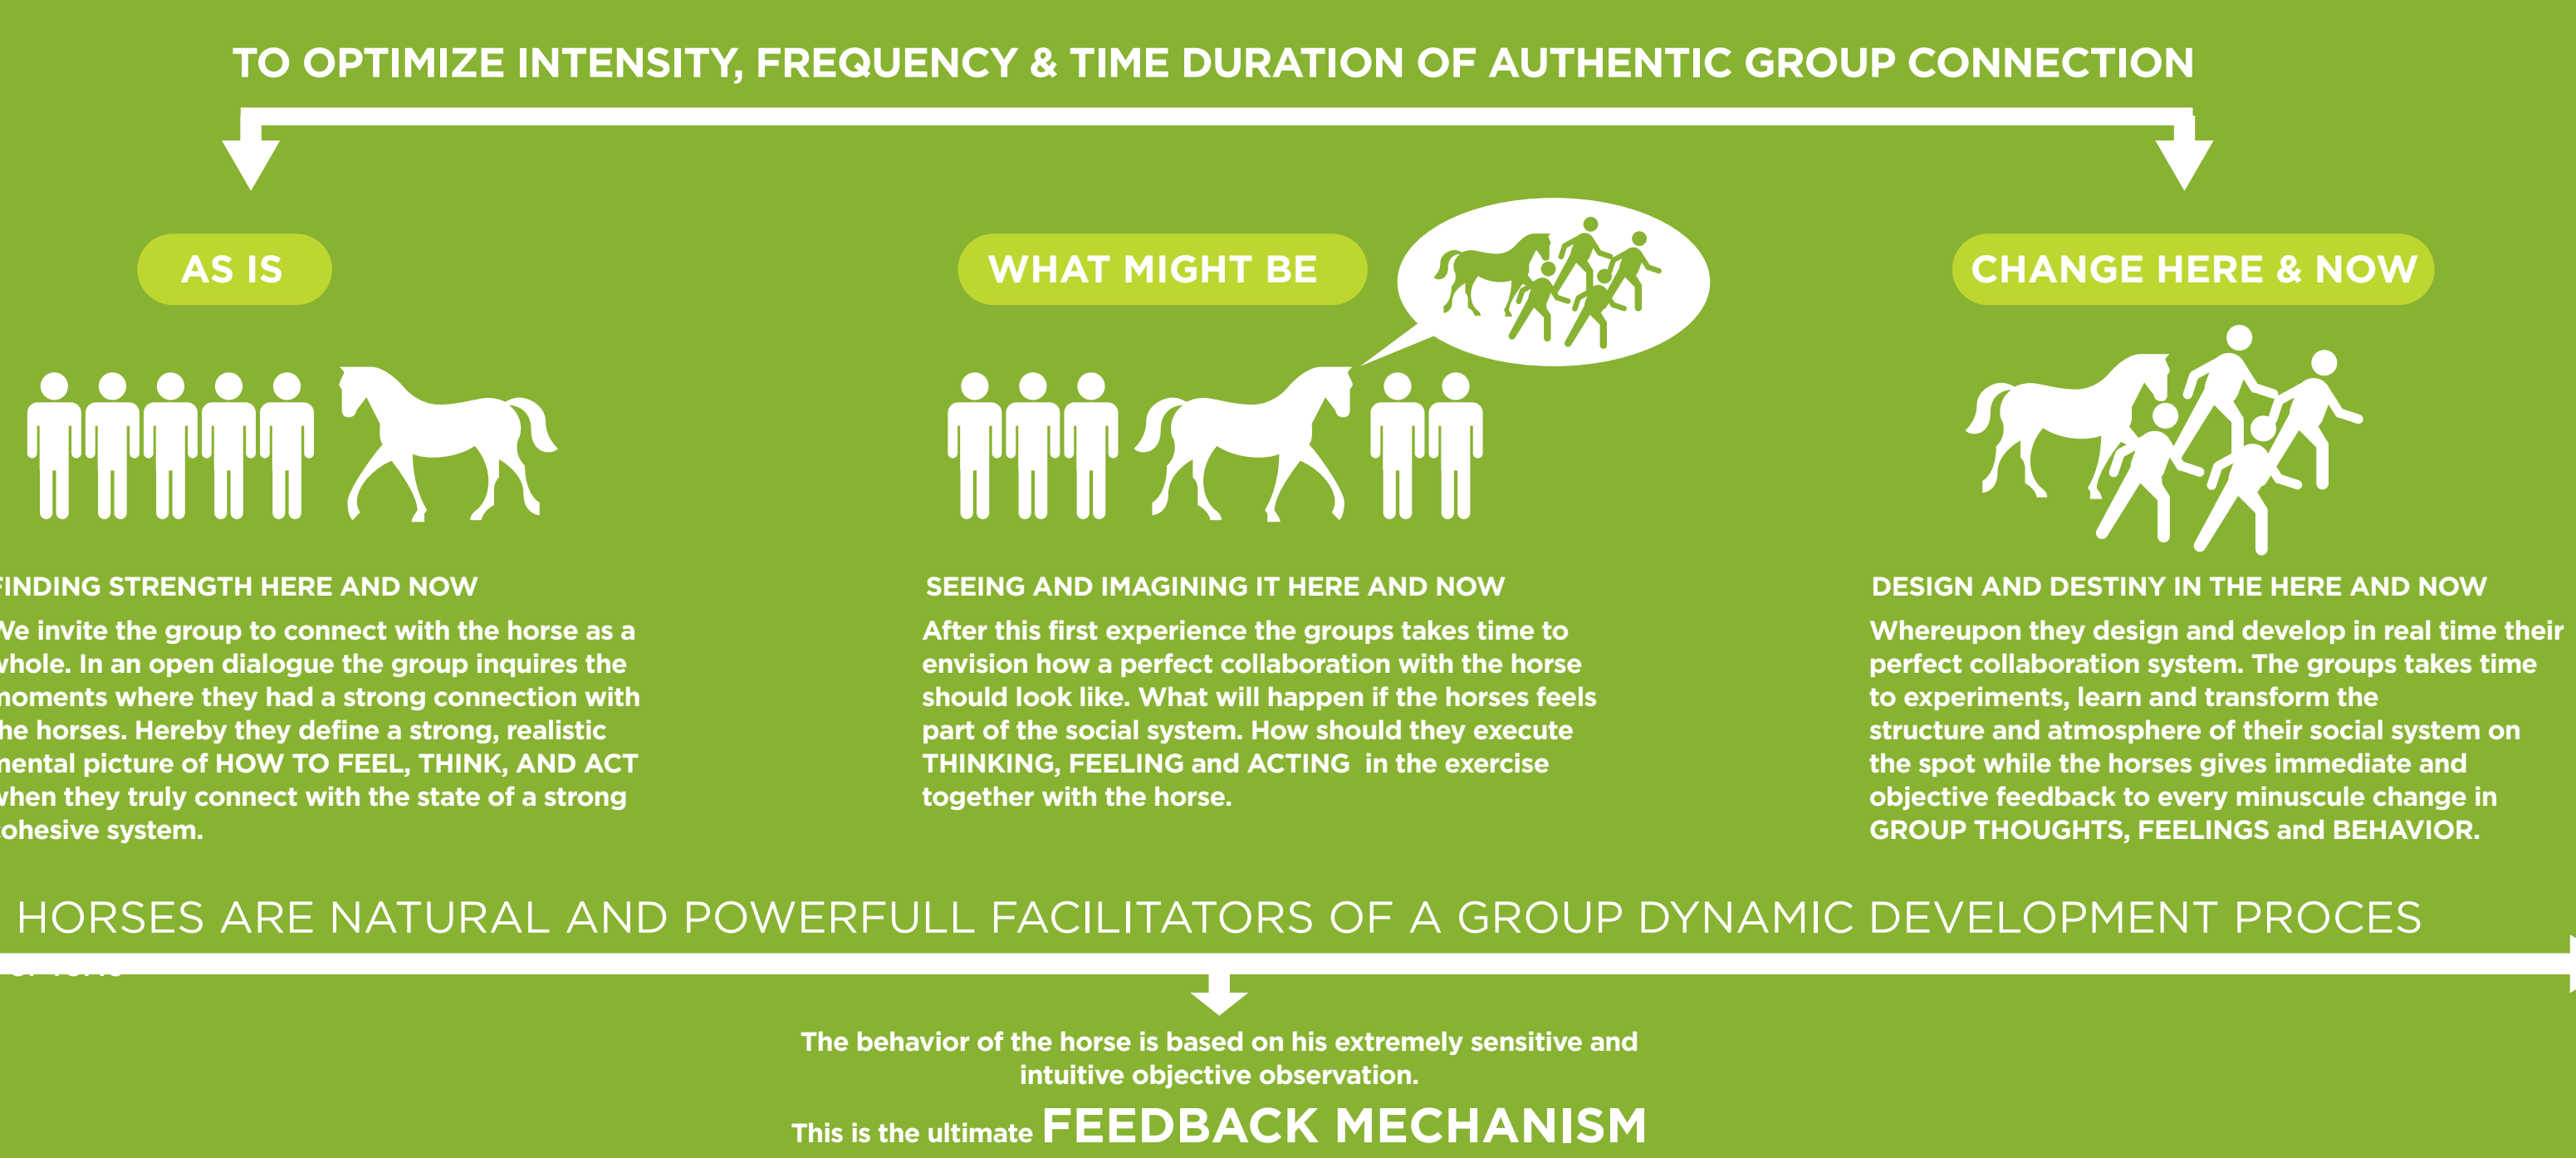 TO OPTIMIZE INTENSITY, FREQUENCY & TIME DURATION OF AUTHENTIC GROUP CONNECTION
AS IS
FINDING STRENGTH HERE AND NOW
We invite the group to connect with the horse as a
whole. In an open dialogue the group inquires the
moments where they had a strong connection with
the horses. Hereby they define a strong, realistic
mental picture of HOW TO FEEL, THINK, AND ACT
when they truly connect with the state of a strong
cohesive system.
WHAT MIGHT BE
SEEING AND IMAGINING IT HERE AND NOW
After this first experience the groups takes time to
envision how a perfect collaboration with the horse
should look like. What will happen if the horses feels
part of the social system. How should they execute
THINKING, FEELING and ACTING in the exercise
together with the horse.
CHANGE HERE & NOW
DESIGN AND DESTINY IN THE HERE AND NOW
Whereupon they design and develop in real time their
perfect collaboration system. The groups takes time
to experiments, learn and transform the
structure and atmosphere of their social system on
the spot while the horses gives immediate and
objective feedback to every minuscule change in
GROUP THOUGHTS, FEELINGS and BEHAVIOR.
HORSES ARE NATURAL AND POWERFULL FACILITATORS OF A GROUP DYNAMIC DEVELOPMENT PROCES
The behavior of the horse is based on his extremely sensitive and
intuitive objective observation.
This is the ultimate FEEDBACK MECHANISM